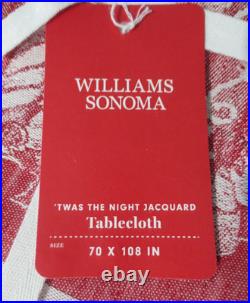 WILLIAMS
SONOMA
'TWAS THE NIGHT JACQUARD
Tablecloth
SIZE
70 X 108 IN